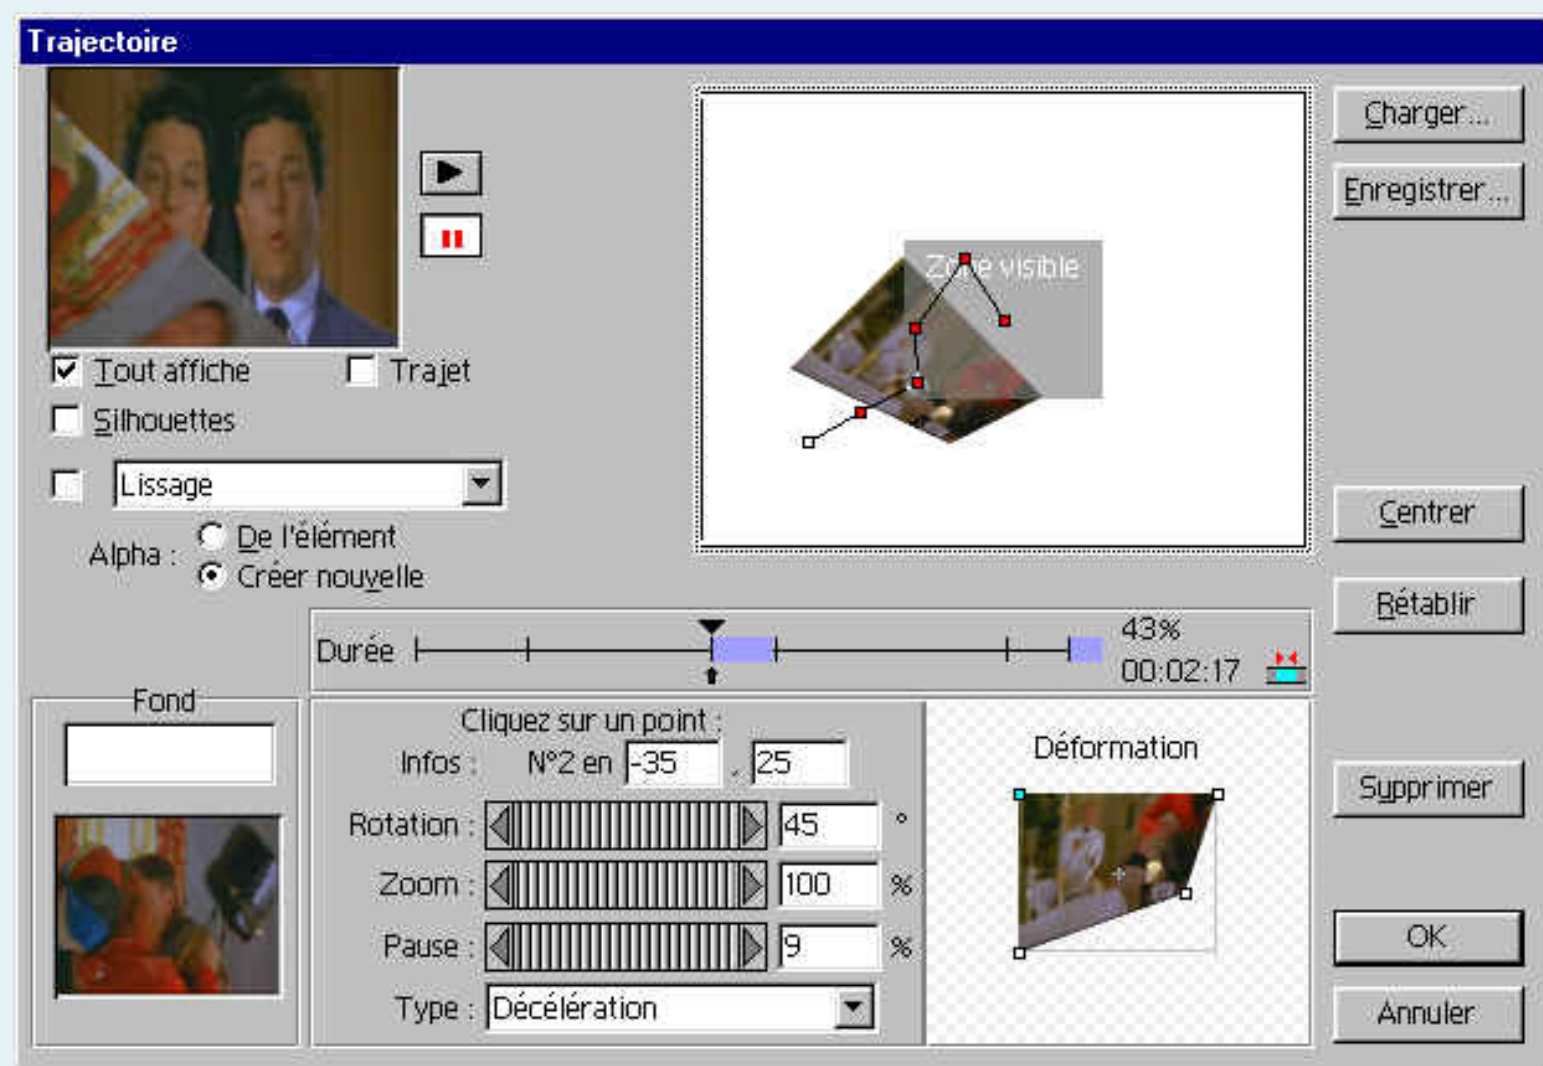 Trajectoire
Charger...
Enregistrer...
Zone visible
Tout affiche
Trajet
Silhouettes
Lissage
Alpha :
De l'élément
Créer nouvelle
Centrer
Rétablir
Durée
43%
00:02:17
Fond
Cliquez sur un point :
Infos : N°2 en -35 , 25
Rotation : 45 °
Zoom : 100 %
Pause : 9 %
Type : Décélération
Déformation
Supprimer
OK
Annuler